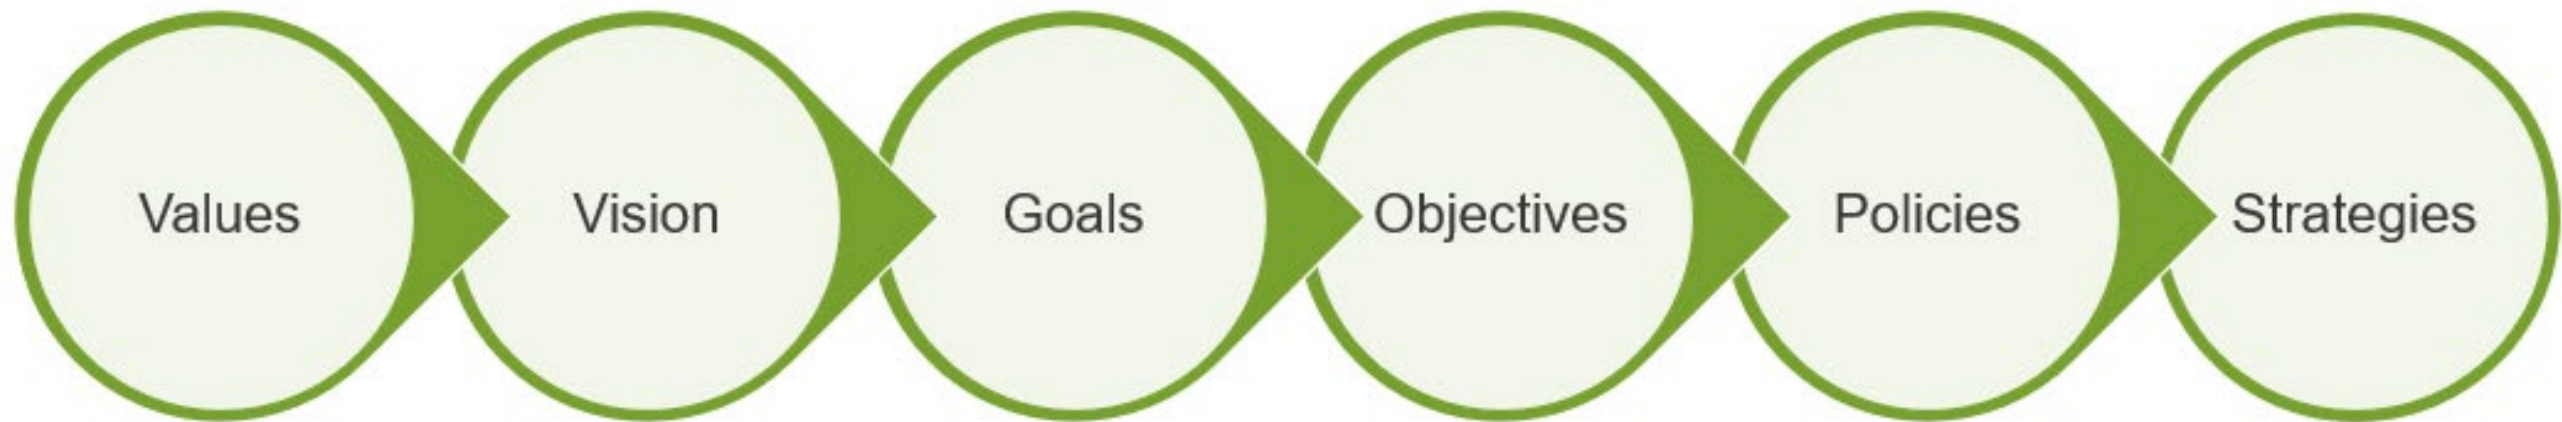 Values
Vision
Goals
Objectives
Policies
Strategies